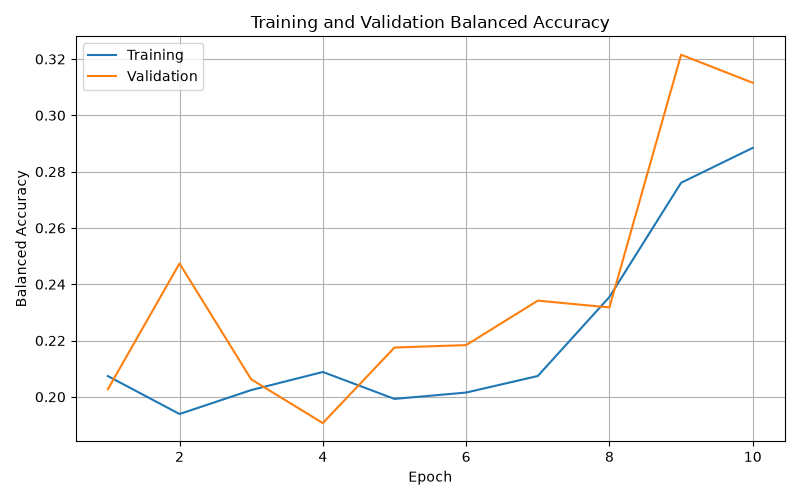 Training and Validation Balanced Accuracy
Training
Validation
0.32
0.30
0.28
0.26
0.24
0.22
0.20
Balanced Accuracy
2
4
6
8
10
Epoch